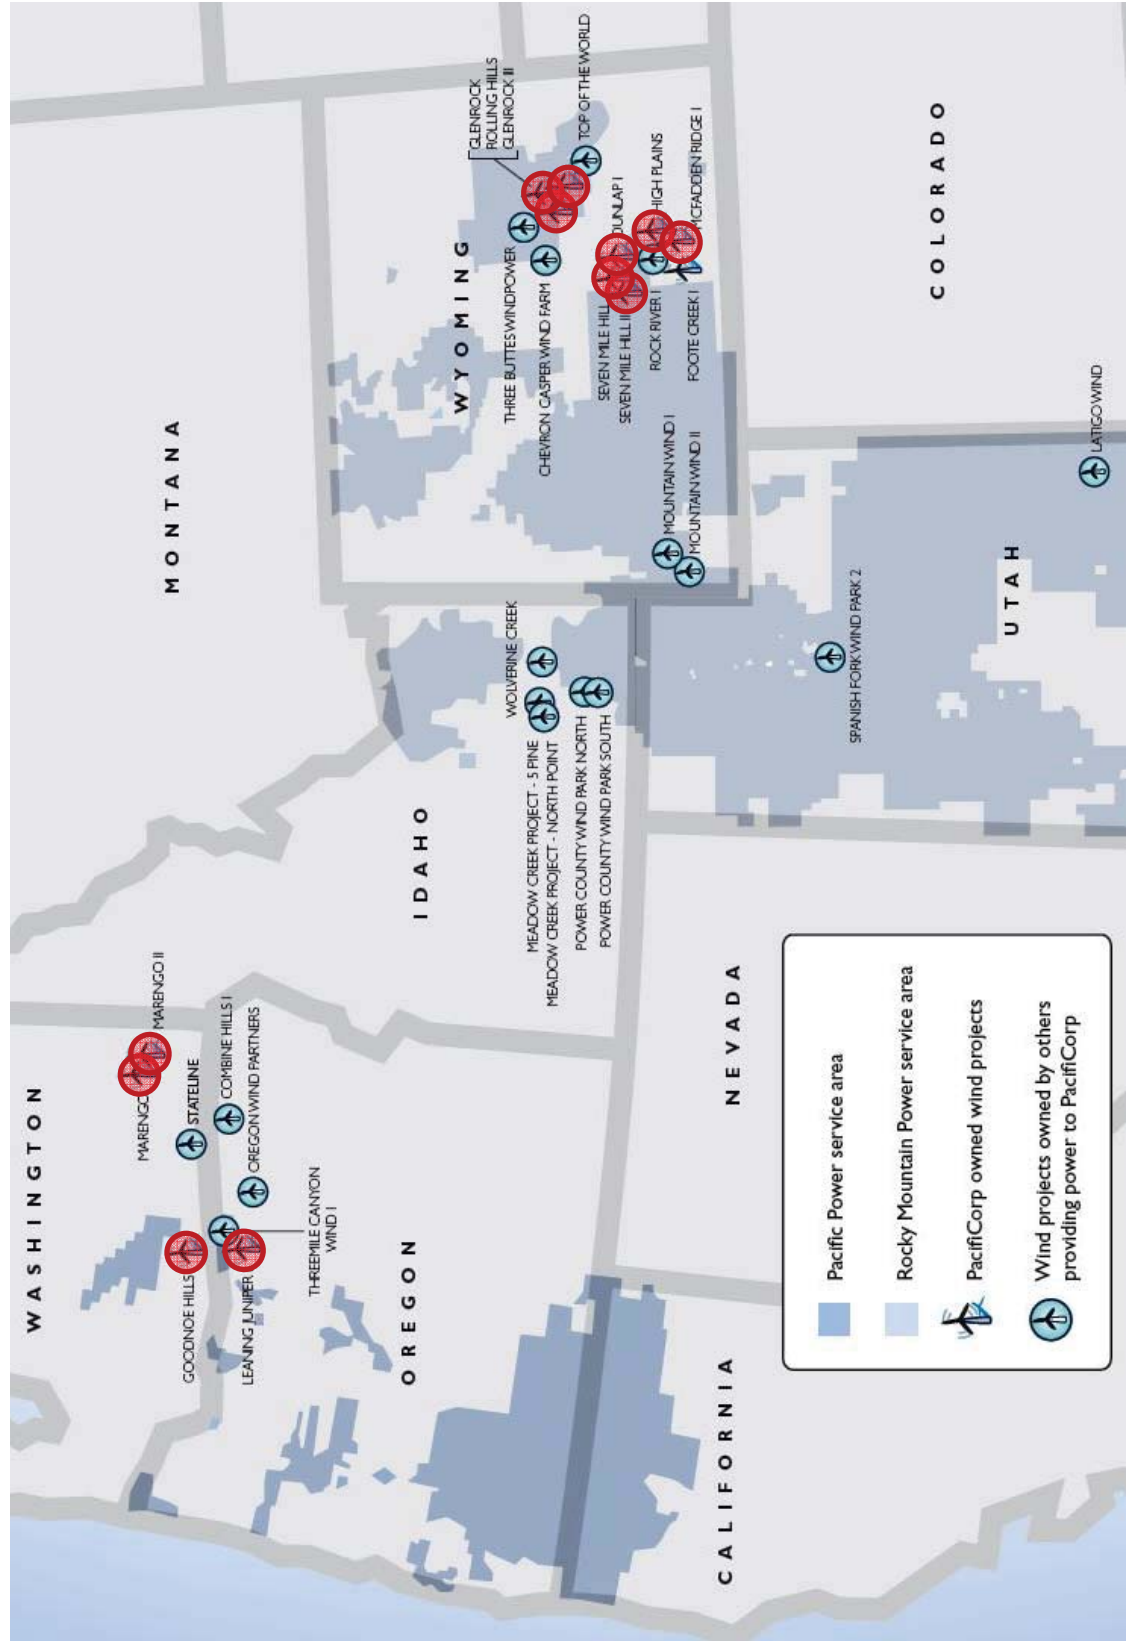 WASHINGTON
MONTANA
MARENGO II
MARENGO
STATELINE
COMBINE HILLS I
OREGON WIND PARTNERS
GOODNOE HILLS
LEANING JUNIPER
THREEMILE CANYON
WIND I
OREGON
IDAHO
WOLVERINE CREEK
MEADOW CREEK PROJECT - 5 PINE
MEADOW CREEK PROJECT - NORTH POINT
POWER COUNTY WIND PARK NORTH
POWER COUNTY WIND PARK SOUTH
WYOMING
GLENROCK
ROLLING HILLS
GLENROCK III
TOP OF THE WORLD
THREE BUTTES WINDPOWER
CHEVRON CASPER WIND FARM
DUNLAP I
SEVEN MILE HILL
SEVEN MILE HILL II
HIGH PLAINS
ROCK RIVER I
MCFADDEN RIDGE I
FOOTE CREEK I
MOUNTAIN WIND I
MOUNTAIN WIND II
CALIFORNIA
NEVADA
SPANISH FORK WIND PARK 2
UTAH
COLORADO
LATIGO WIND
Pacific Power service area
Rocky Mountain Power service area
PacifiCorp owned wind projects
Wind projects owned by others
providing power to PacifiCorp